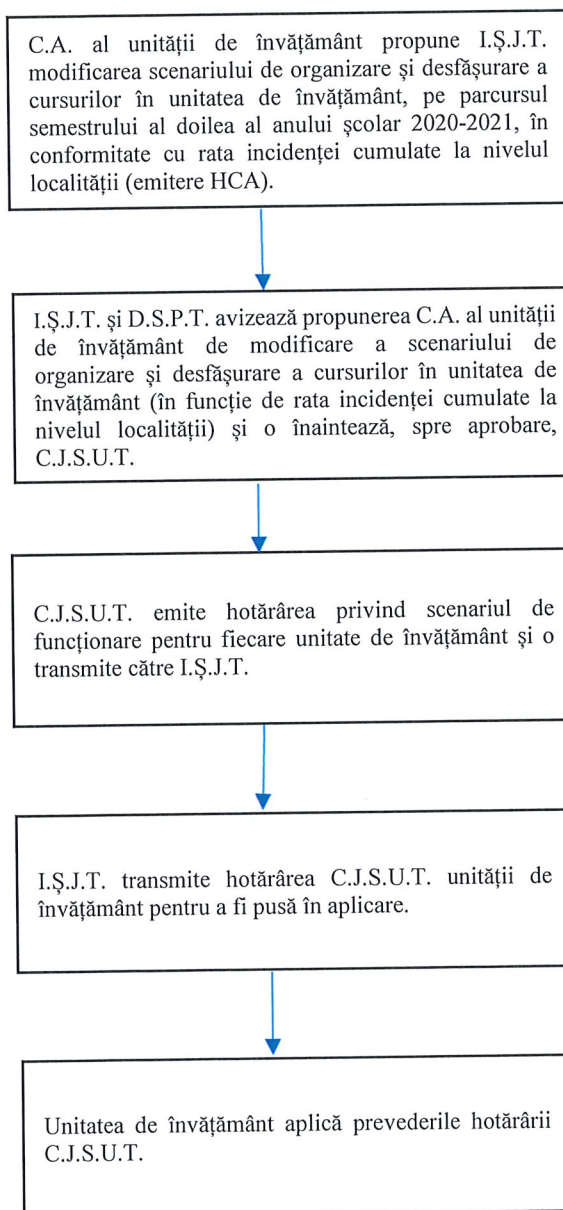 C.A. al unității de învățământ propune I.Ș.J.T.
modificarea scenariului de organizare și desfășurare a
cursurilor în unitatea de învățământ, pe parcursul
semestrului al doilea al anului școlar 2020-2021, în
conformitate cu rata incidenței cumulate la nivelul
localității (emitere HCA).
I.Ș.J.T. și D.S.P.T. avizează propunerea C.A. al unității
de învățământ de modificare a scenariului de
organizare și desfășurare a cursurilor în unitatea de
învățământ (în funcție de rata incidenței cumulate la
nivelul localității) și o înaintează, spre aprobare,
C.J.S.U.T.
C.J.S.U.T. emite hotărârea privind scenariul de
funcționare pentru fiecare unitate de învățământ și o
transmite către I.Ș.J.T.
I.Ș.J.T. transmite hotărârea C.J.S.U.T. unității de
învățământ pentru a fi pusă în aplicare.
Unitatea de învățământ aplică prevederile hotărârii
C.J.S.U.T.